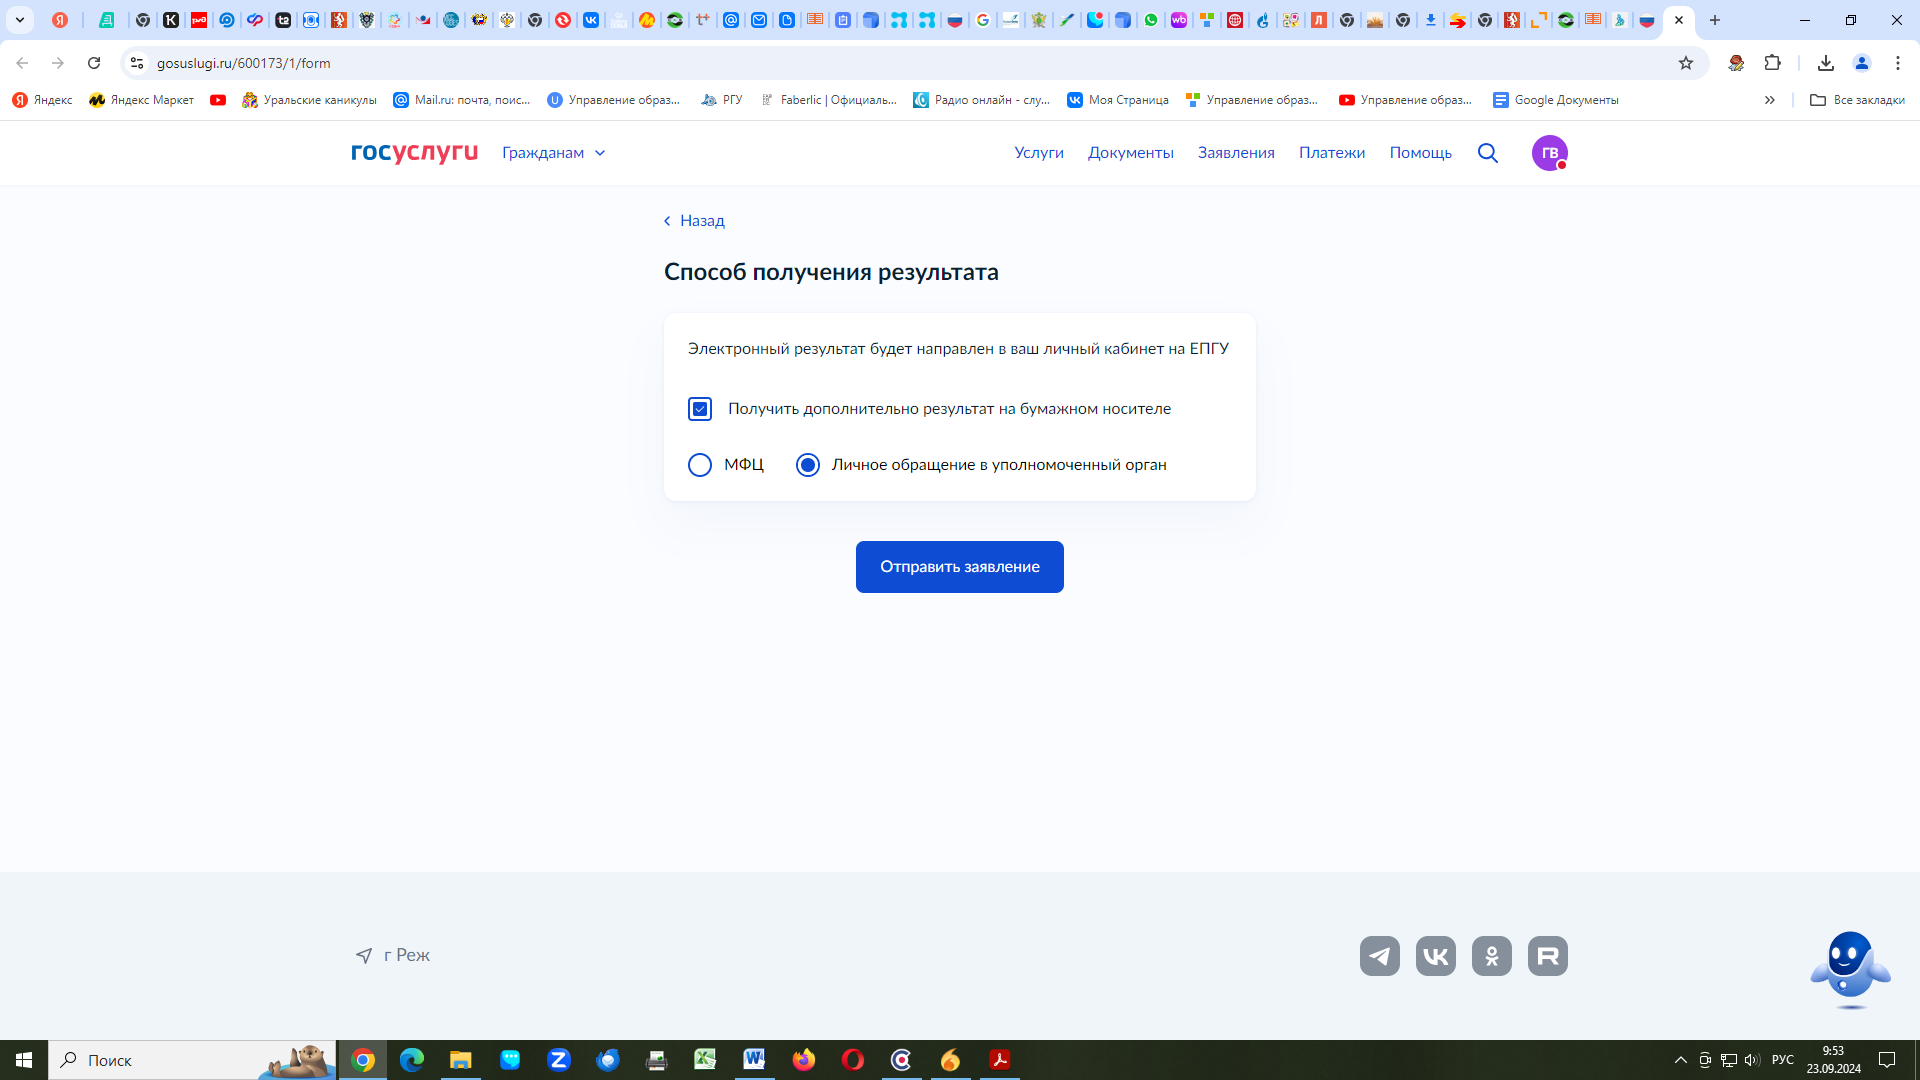 gosuslugi.ru/600173/1/form
Яндекс Яндекс Маркет Уральские каникулы Mail.ru: почта, поис... Управление образ... РГУ Faberlic | Официаль... Радио онлайн - слу... Моя Страница Управление образ... Управление образ... Google Документы Все закладки
госуслуги Гражданам Услуги Документы Заявления Платежи Помощь ГВ
Назад
Способ получения результата
Электронный результат будет направлен в ваш личный кабинет на ЕПГУ
Получить дополнительно результат на бумажном носителе
МФЦ Личное обращение в уполномоченный орган
Отправить заявление
г Реж
Поиск РУС 9:53
23.09.2024